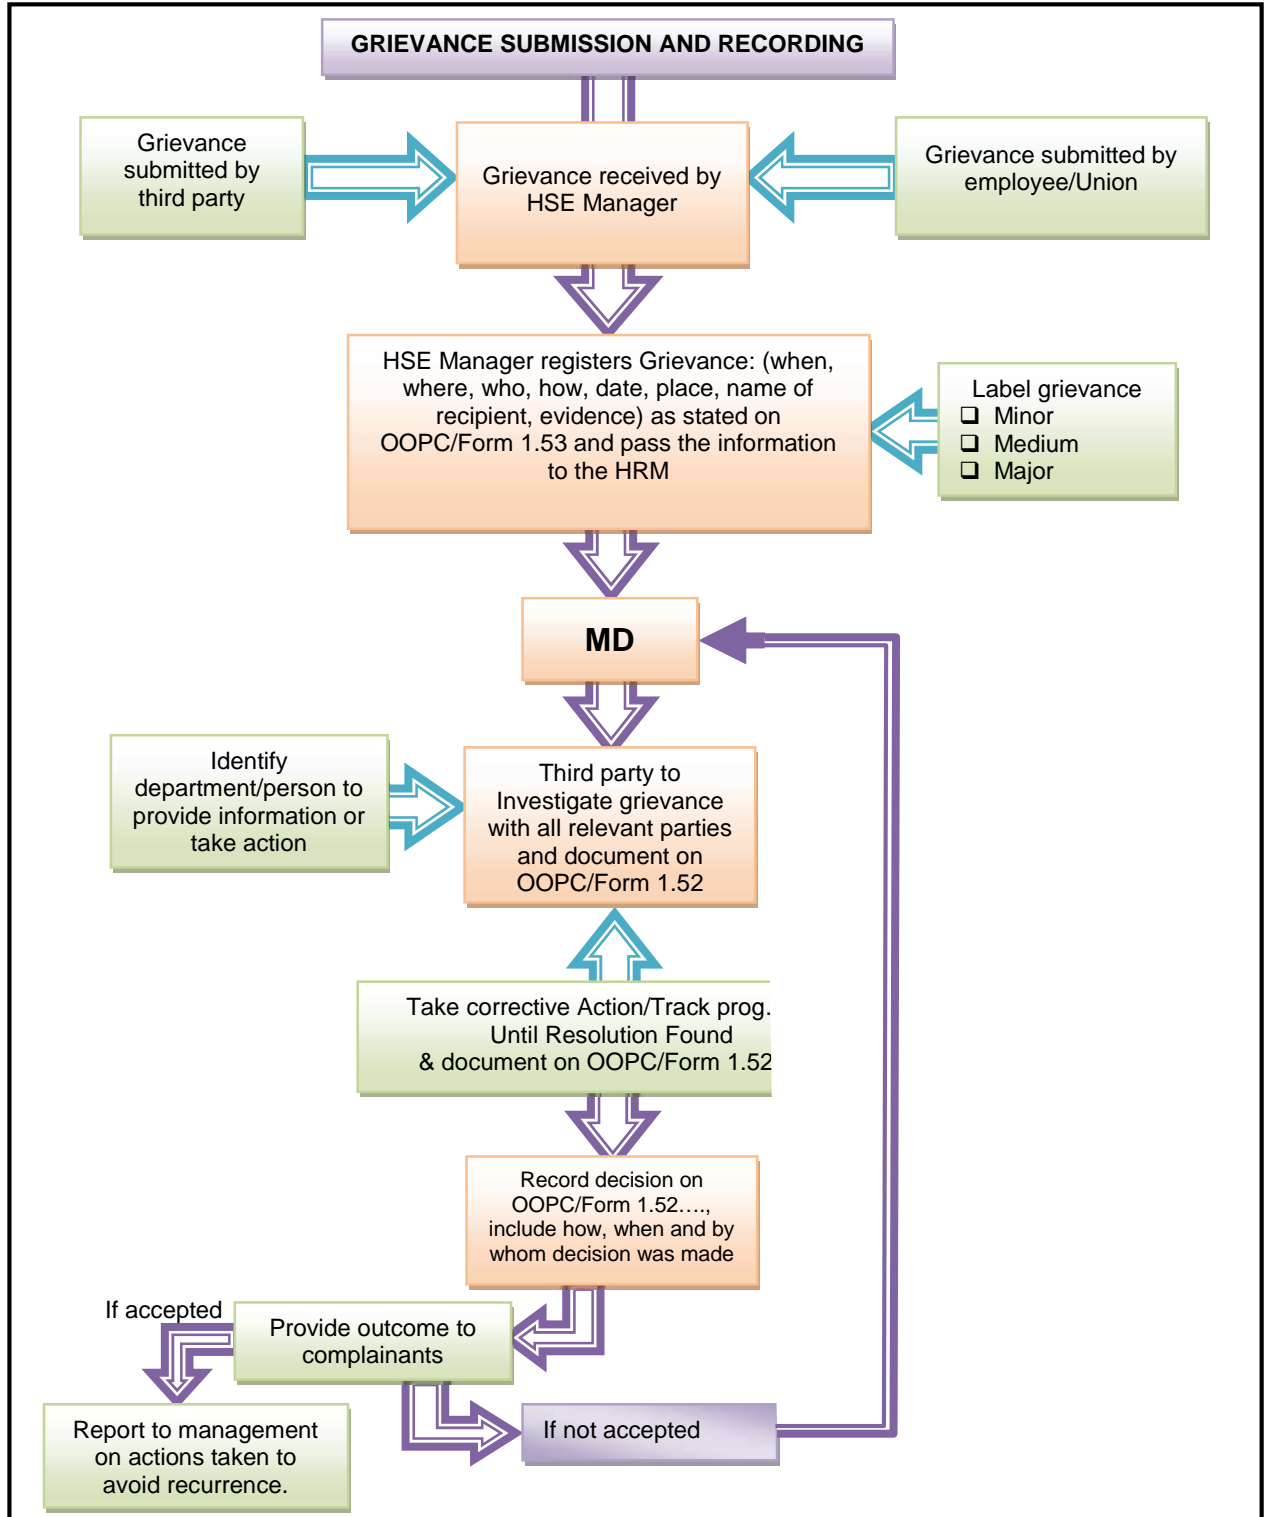 GRIEVANCE SUBMISSION AND RECORDING
Grievance
submitted by
third party
Grievance received by
HSE Manager
Grievance submitted by
employee/Union
HSE Manager registers Grievance: (when,
where, who, how, date, place, name of
recipient, evidence) as stated on
OOPC/Form 1.53 and pass the information
to the HRM
Label grievance
❑ Minor
❑ Medium
❑ Major
MD
Identify
department/person to
provide information or
take action
Third party to
Investigate grievance
with all relevant parties
and document on
OOPC/Form 1.52
Take corrective Action/Track prog.
Until Resolution Found
& document on OOPC/Form 1.52
Record decision on
OOPC/Form 1.52....,
include how, when and by
whom decision was made
If accepted
Provide outcome to
complainants
If not accepted
Report to management
on actions taken to
avoid recurrence.